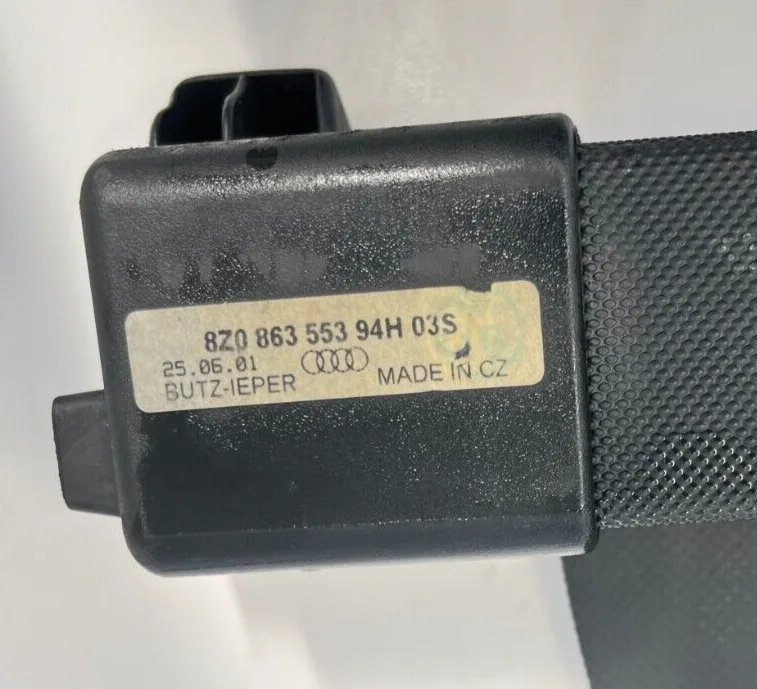 8Z0 863 553 94H 03S
25.06.01
BUTZ-IEPER MADE IN CZ